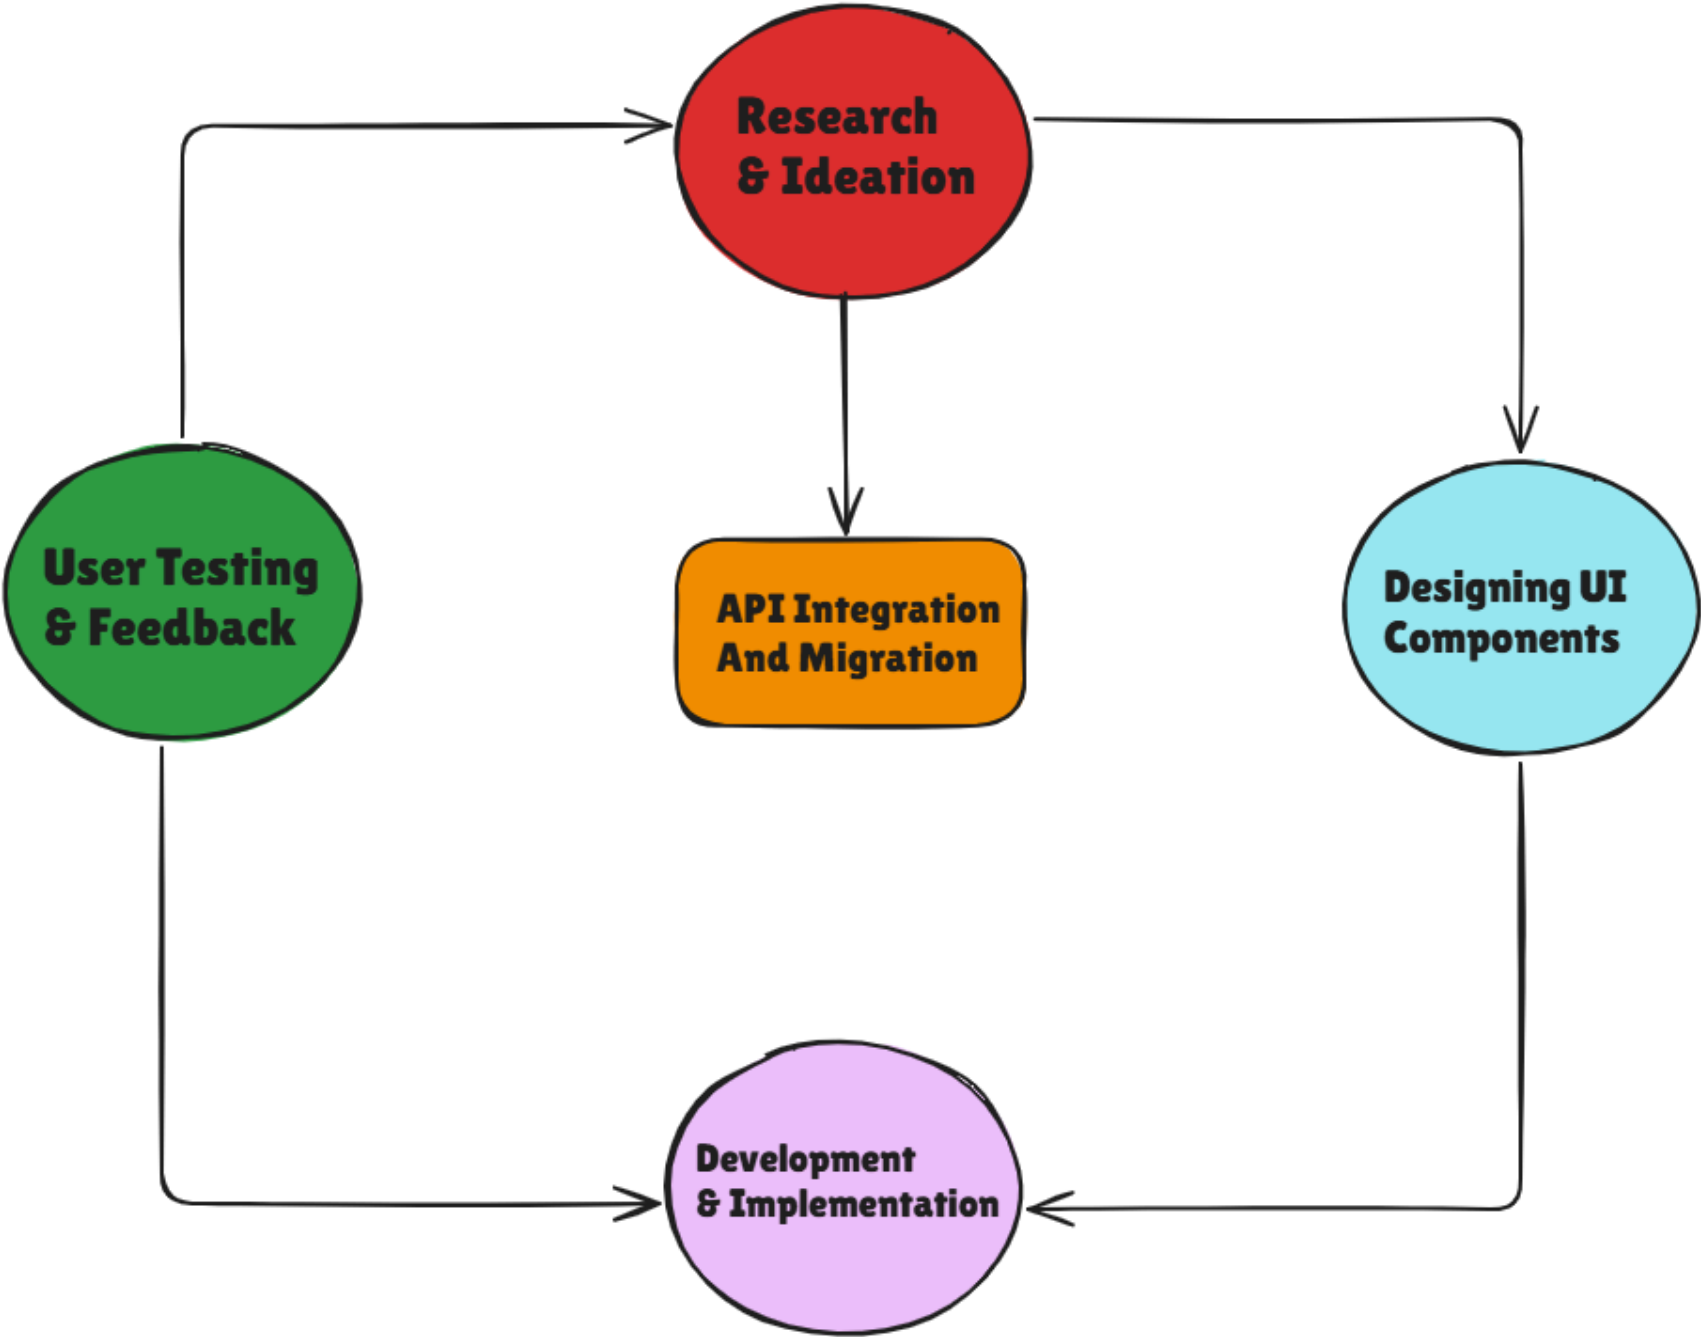 Research
& Ideation
User Testing
& Feedback
API Integration
And Migration
Designing UI
Components
Development
& Implementation